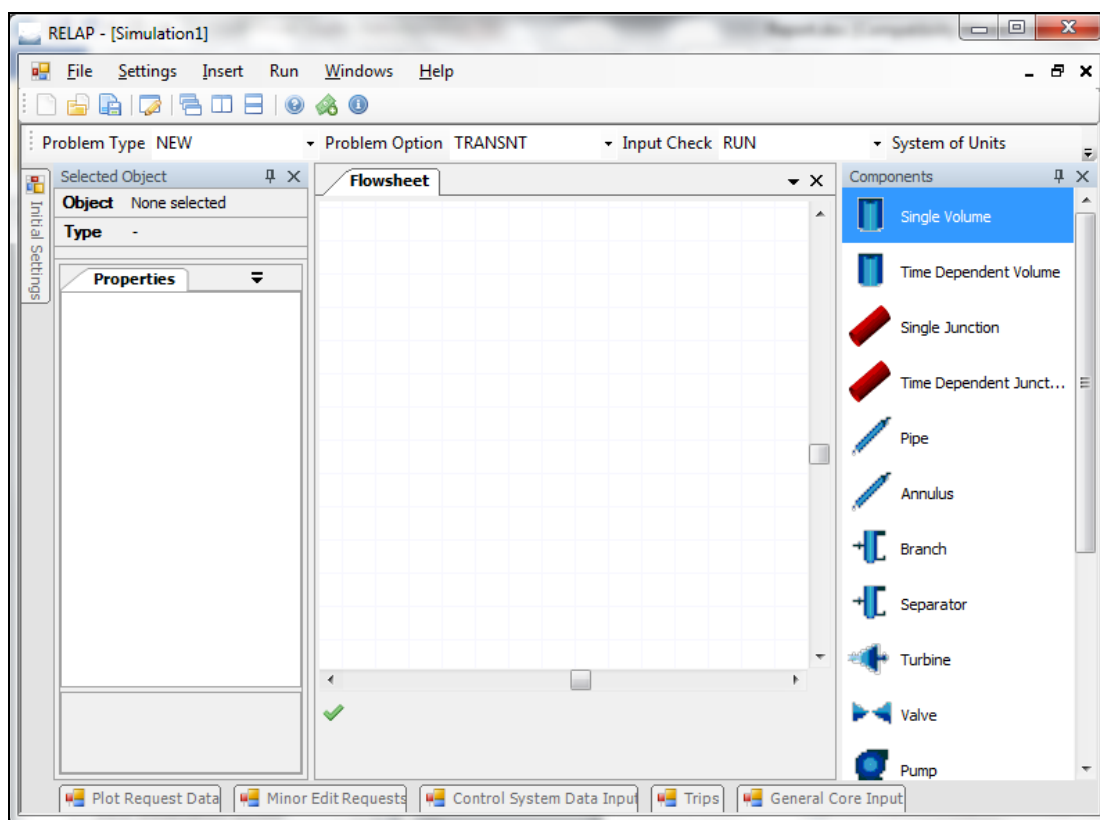 RELAP - [Simulation1]
File Settings Insert Run Windows Help
Problem Type NEW Problem Option TRANSNT Input Check RUN System of Units
Initial Settings
Selected Object
Object None selected
Type -
Properties
Flowsheet
Components
Single Volume
Time Dependent Volume
Single Junction
Time Dependent Junct...
Pipe
Annulus
Branch
Separator
Turbine
Valve
Pump
Plot Request Data Minor Edit Requests Control System Data Input Trips General Core Input